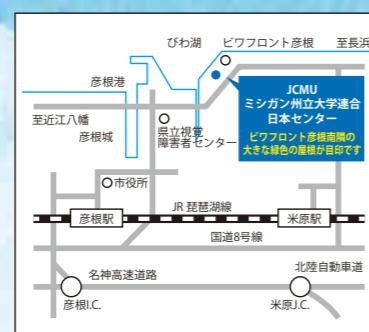 びわ湖
ビワフロント彦根
至長浜
彦根港
JCMU
ミシガン州立大学連合
日本センター
ビワフロント彦根南隣の
大きな緑色の屋根が目印です
至近江八幡
彦根城
県立視覚
障害者センター
市役所
JR 琵琶湖線
彦根駅
米原駅
国道8号線
名神高速道路
北陸自動車道
彦根I.C.
米原J.C.